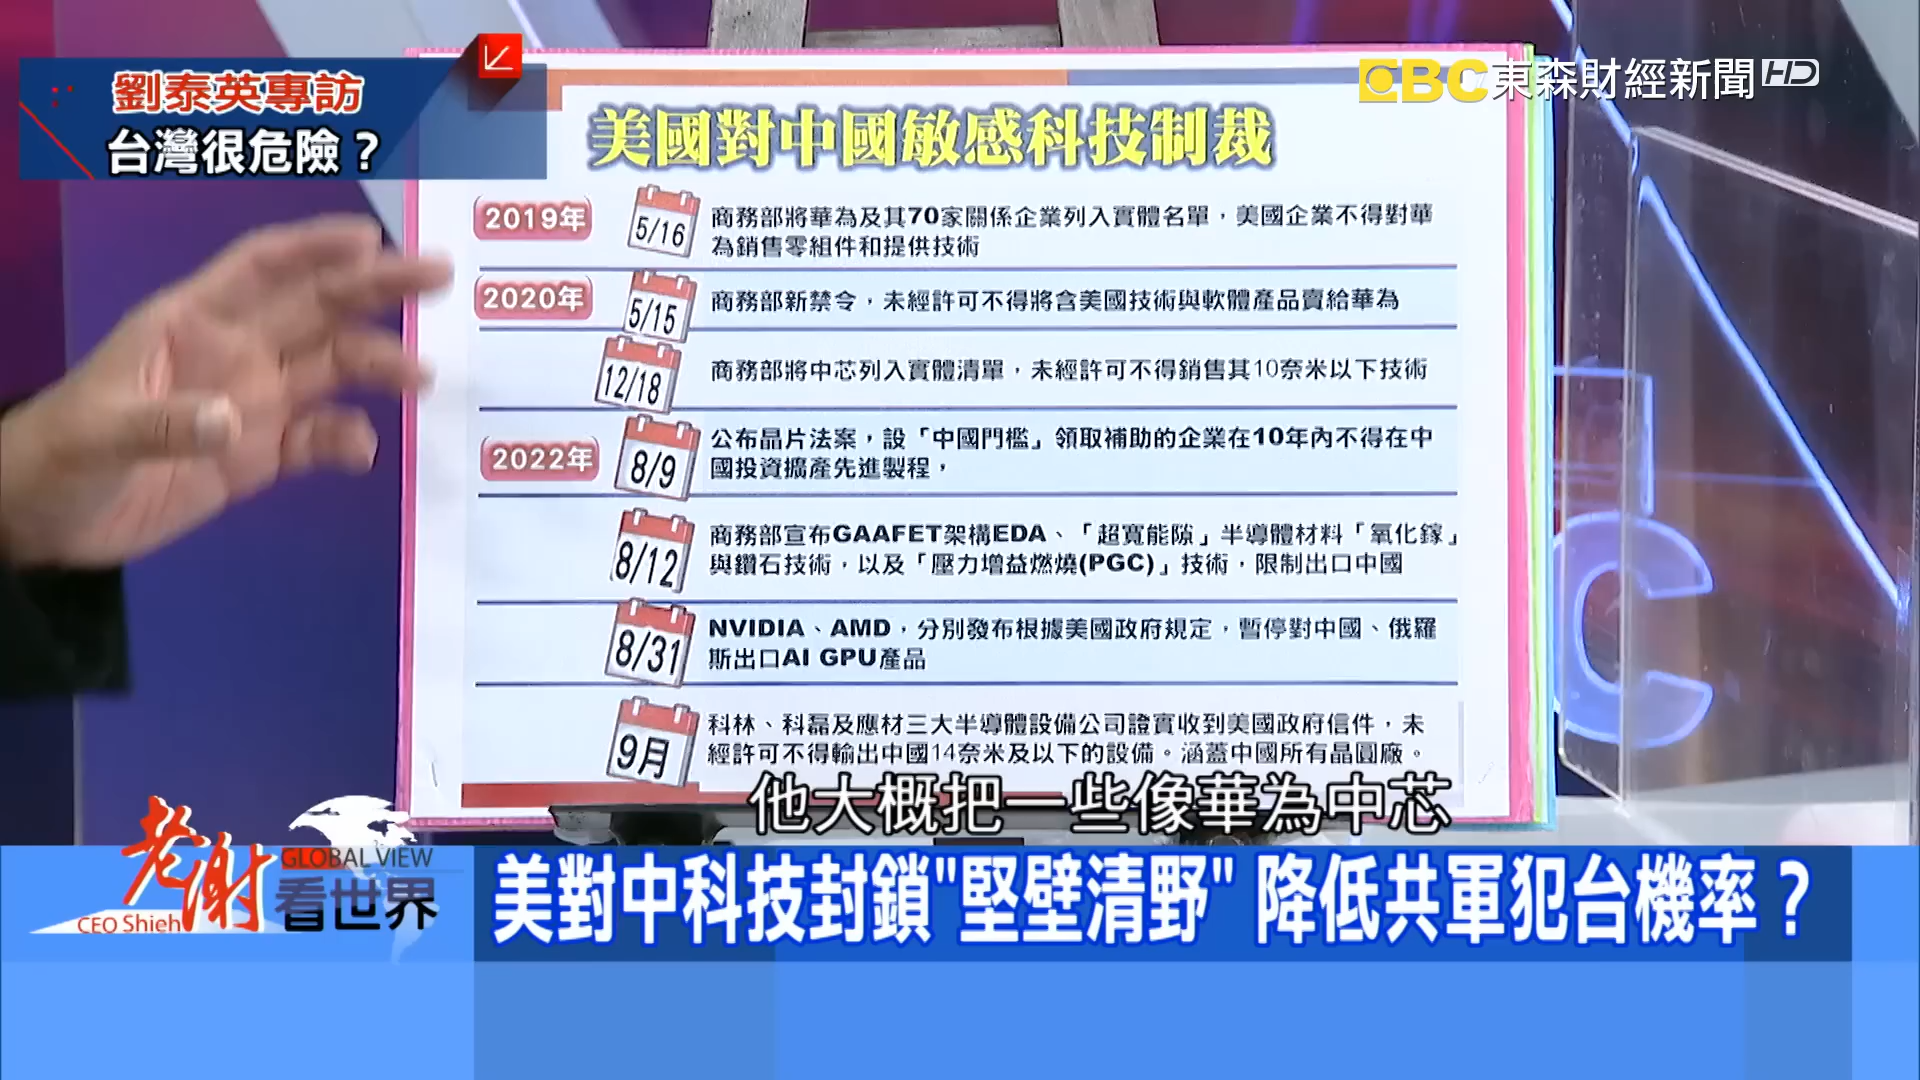 劉泰英專訪
台灣很危險？
EBC東森財經新聞HD
美國對中國敏感科技制裁
2019年
5/16
商務部將華為及其70家關係企業列入實體名單，美國企業不得對華
為銷售零組件和提供技術
2020年
5/15
商務部新禁令，未經許可不得將含美國技術與軟體產品賣給華為
12/18
商務部將中芯列入實體清單，未經許可不得銷售其10奈米以下技術
2022年
8/9
公布晶片法案，設「中國門檻」領取補助的企業在10年內不得在中
國投資擴產先進製程，
8/12
商務部宣布GAAFET架構EDA、「超寬能隙」半導體材料「氧化鎵」
與鑽石技術，以及「壓力增益燃燒(PGC)」技術，限制出口中國
8/31
NVIDIA、AMD，分別發布根據美國政府規定，暫停對中國、俄羅
斯出口AI GPU產品
9月
科林、科磊及應材三大半導體設備公司證實收到美國政府信件，未
經許可不得輸出中國14奈米及以下的設備。涵蓋中國所有晶圓廠。
他大概把一些像華為中芯
老謝
GLOBAL VIEW
看世界
CEO Shieh
美對中科技封鎖"堅壁清野" 降低共軍犯台機率？
C